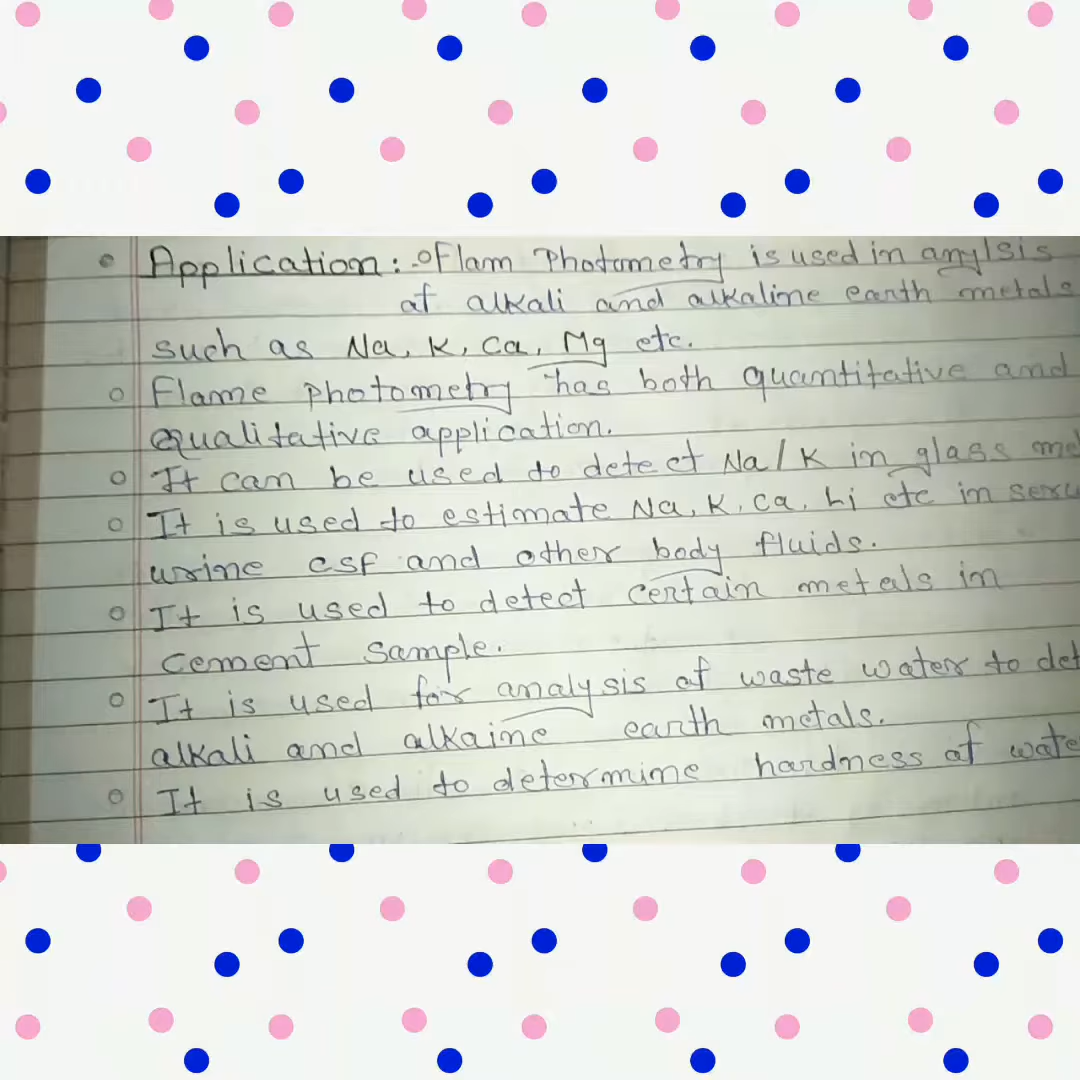 Application: Flam Photometry is used in anylsis
of alkali and alkaline earth metals
such as Na, K, Ca, Mg etc.
Flame photometry has both quantitative and
qualitative application.
It can be used to detect Na/K in glass
It is used to estimate Na, K, Ca, Li etc in
urine csf and other body fluids.
It is used to detect certain metals in
cement sample.
It is used for analysis of waste water to
alkali and alkaine earth metals.
It is used to determine hardness of